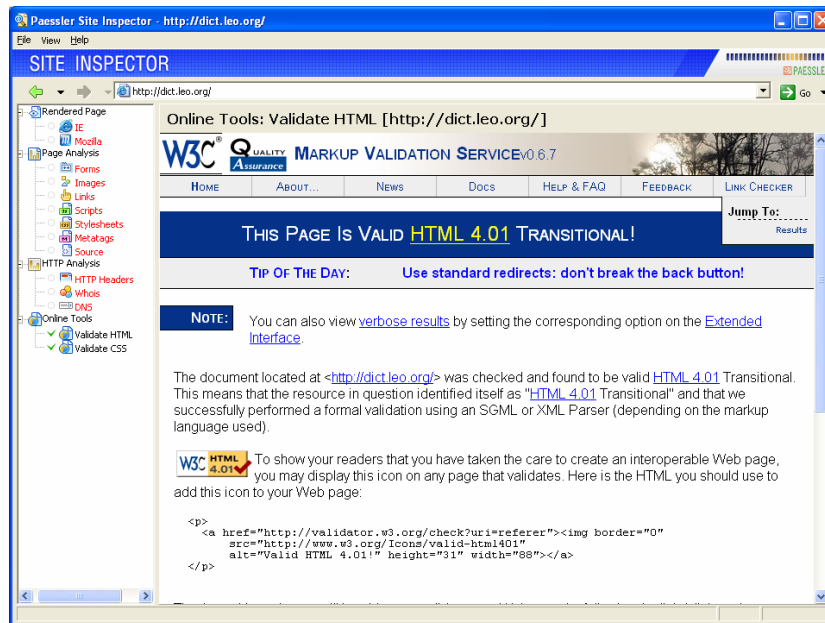 Paessler Site Inspector - http://dict.leo.org/
File View Help
SITE INSPECTOR
PAESSLE
http://dict.leo.org/
Go
Rendered Page
IE
Mozilla
Page Analysis
Forms
Images
Links
Scripts
Stylesheets
Metatags
Source
HTTP Analysis
HTTP Headers
Whois
DNS
Online Tools
Validate HTML
Validate CSS
Online Tools: Validate HTML [http://dict.leo.org/]
W3C® QUALITY Assurance MARKUP VALIDATION SERVICE v0.6.7
HOME ABOUT... NEWS DOCS HELP & FAQ FEEDBACK LINK CHECKER
Jump To:
Results
THIS PAGE IS VALID HTML 4.01 TRANSITIONAL!
TIP OF THE DAY: Use standard redirects: don't break the back button!
NOTE: You can also view verbose results by setting the corresponding option on the Extended
Interface.
The document located at <http://dict.leo.org/> was checked and found to be valid HTML 4.01 Transitional.
This means that the resource in question identified itself as "HTML 4.01 Transitional" and that we
successfully performed a formal validation using an SGML or XML Parser (depending on the markup
language used).
W3C HTML 4.01 To show your readers that you have taken the care to create an interoperable Web page,
you may display this icon on any page that validates. Here is the HTML you should use to
add this icon to your Web page:
<p>
<a href="http://validator.w3.org/check?uri=referer"><img border="0"
src="http://www.w3.org/Icons/valid-html401"
alt="Valid HTML 4.01!" height="31" width="88"></a>
</p>